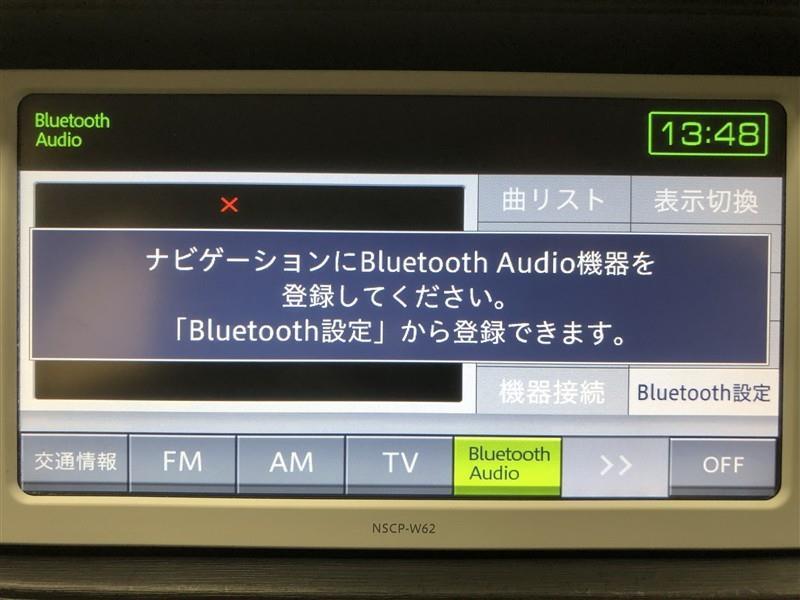 Bluetooth
Audio
13:48
×
曲リスト
表示切換
ナビゲーションにBluetooth Audio機器を
登録してください。
「Bluetooth設定」から登録できます。
機器接続
Bluetooth設定
交通情報
FM
AM
TV
Bluetooth
Audio
>>
OFF
NSCP-W62